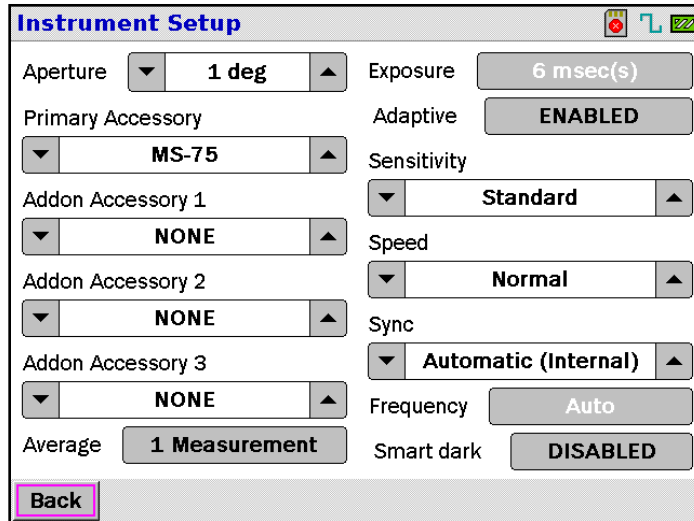 Instrument Setup
Aperture 1 deg
Primary Accessory
MS-75
Addon Accessory 1
NONE
Addon Accessory 2
NONE
Addon Accessory 3
NONE
Average 1 Measurement
Exposure 6 msec(s)
Adaptive ENABLED
Sensitivity
Standard
Speed
Normal
Sync
Automatic (Internal)
Frequency Auto
Smart dark DISABLED
Back